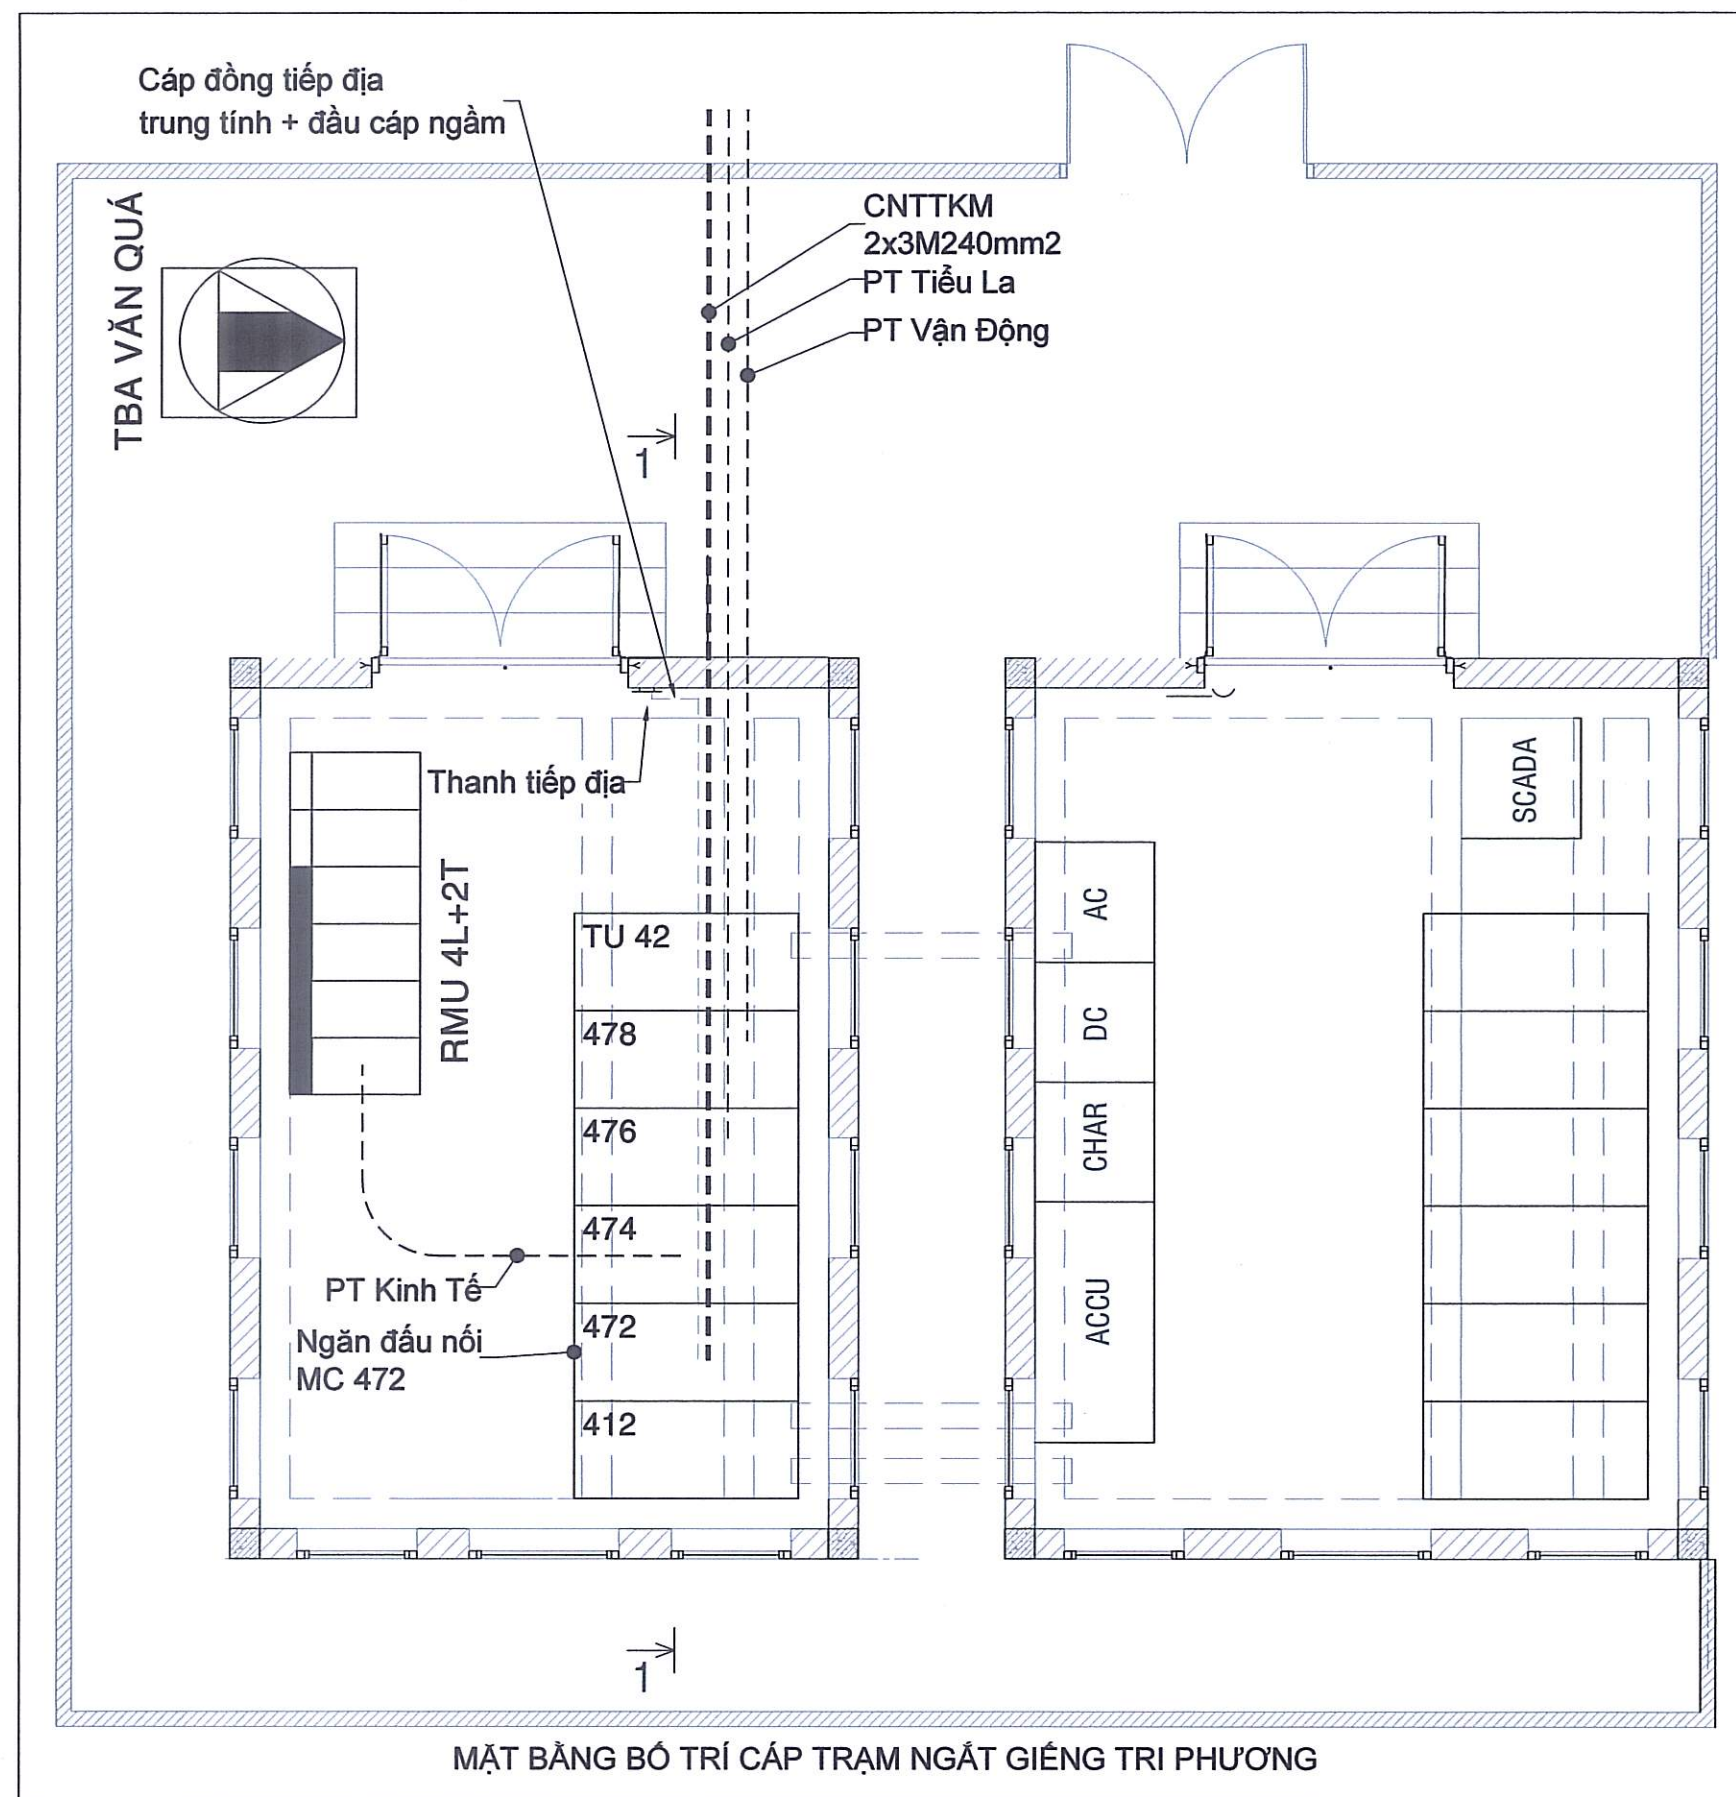 Cáp đồng tiếp địa
trung tính + đầu cáp ngầm
TBA VĂN QUÁ
CNTTKM
2x3M240mm2
PT Tiểu La
PT Vận Động
1
Thanh tiếp địa
RMU 4L+2T
TU 42
478
476
474
472
412
PT Kinh Tế
Ngăn đấu nối
MC 472
SCADA
AC
DC
CHAR
ACCU
1
MẶT BẰNG BỐ TRÍ CÁP TRẠM NGẮT GIẾNG TRI PHƯƠNG